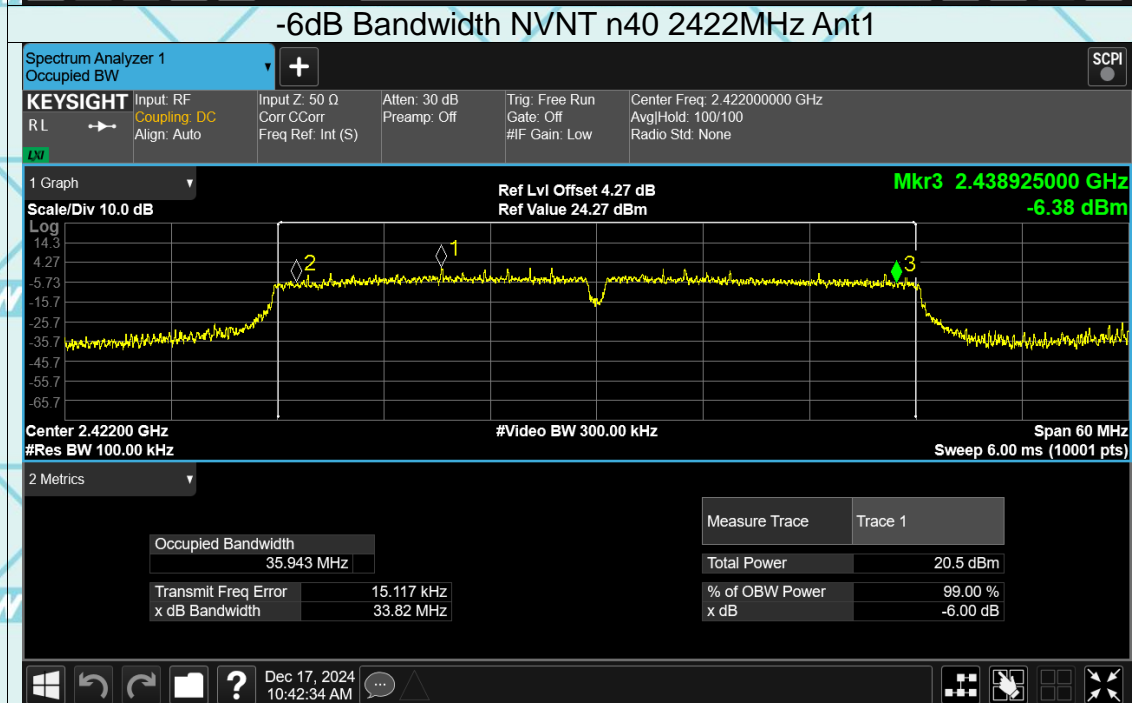 -6dB Bandwidth NVNT n40 2422MHz Ant1
Spectrum Analyzer 1
Occupied BW
+
SCPI
KEYSIGHT
RL
LXI
Input: RF
Coupling: DC
Align: Auto
Input Z: 50 Ω
Corr CCorr
Freq Ref: Int (S)
Atten: 30 dB
Preamp: Off
Trig: Free Run
Gate: Off
#IF Gain: Low
Center Freq: 2.422000000 GHz
Avg|Hold: 100/100
Radio Std: None
1 Graph
Scale/Div 10.0 dB
Ref Lvl Offset 4.27 dB
Ref Value 24.27 dBm
Mkr3 2.438925000 GHz
-6.38 dBm
Log
14.3
4.27
-5.73
-15.7
-25.7
-35.7
-45.7
-55.7
-65.7
2
1
3
Center 2.42200 GHz
#Res BW 100.00 kHz
#Video BW 300.00 kHz
Span 60 MHz
Sweep 6.00 ms (10001 pts)
2 Metrics
Occupied Bandwidth
35.943 MHz
Transmit Freq Error 15.117 kHz
x dB Bandwidth 33.82 MHz
Measure Trace Trace 1
Total Power 20.5 dBm
% of OBW Power 99.00 %
x dB -6.00 dB
?
Dec 17, 2024
10:42:34 AM